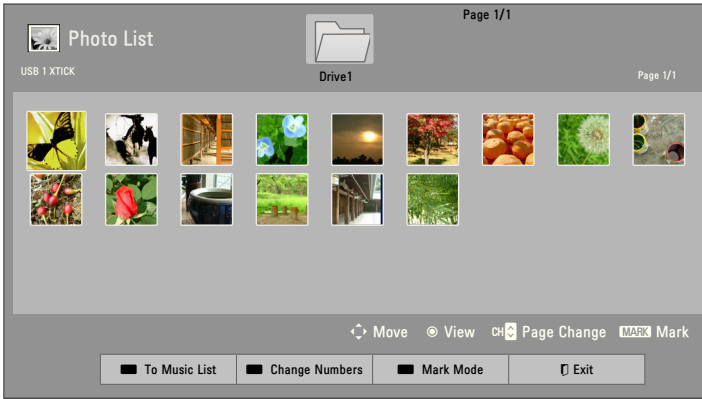 Page 1/1
Photo List
USB 1 XTICK
Drive1
Page 1/1
Move View CH Page Change MARK Mark
To Music List Change Numbers Mark Mode Exit